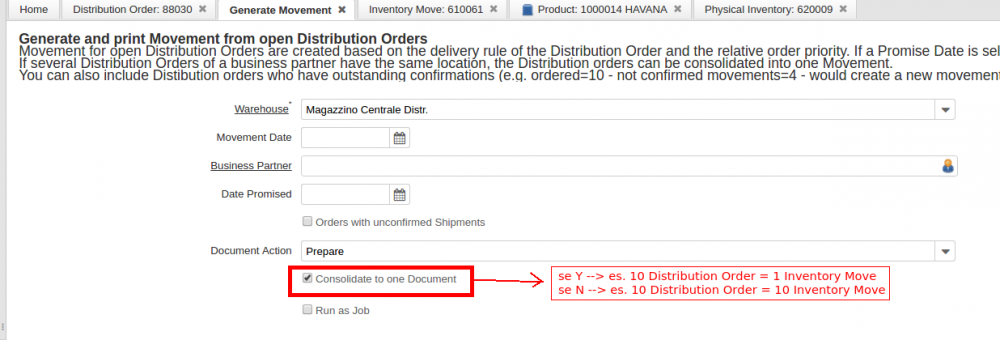 Home
Distribution Order: 88030
Generate Movement
Inventory Move: 610061
Product: 1000014 HAVANA
Physical Inventory: 620009
Generate and print Movement from open Distribution Orders
Movement for open Distribution Orders are created based on the delivery rule of the Distribution Order and the relative order priority. If a Promise Date is sel
If several Distribution Orders of a business partner have the same location, the Distribution orders can be consolidated into one Movement.
You can also include Distibution orders who have outstanding confirmations (e.g. ordered=10 - not confirmed movements=4 - would create a new movement
Warehouse* Magazzino Centrale Distr.
Movement Date
Business Partner
Date Promised
Orders with unconfirmed Shipments
Document Action Prepare
Consolidate to one Document
se Y --> es. 10 Distribution Order = 1 Inventory Move
se N --> es. 10 Distribution Order = 10 Inventory Move
Run as Job